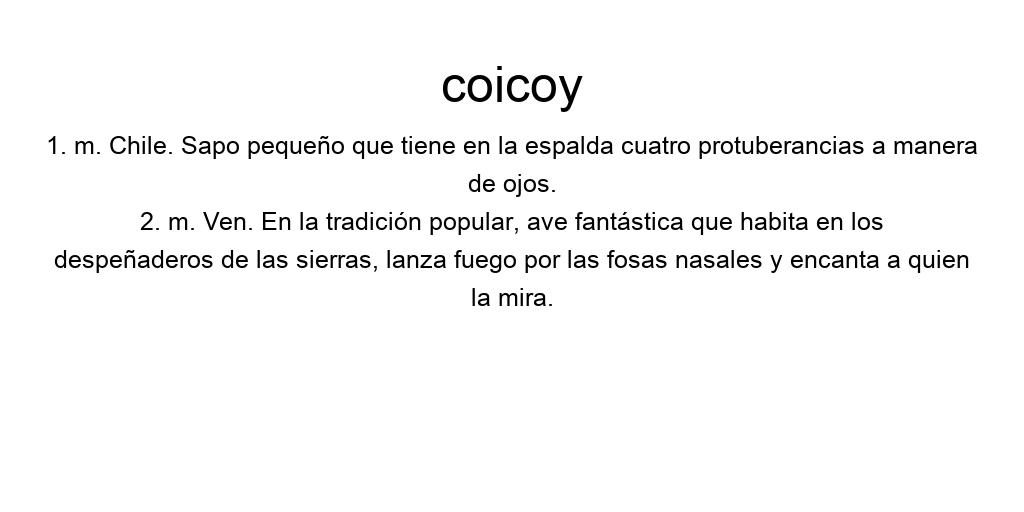 coicoy
1. m. Chile. Sapo pequeño que tiene en la espalda cuatro protuberancias a manera
de ojos.
2. m. Ven. En la tradición popular, ave fantástica que habita en los
despeñaderos de las sierras, lanza fuego por las fosas nasales y encanta a quien
la mira.